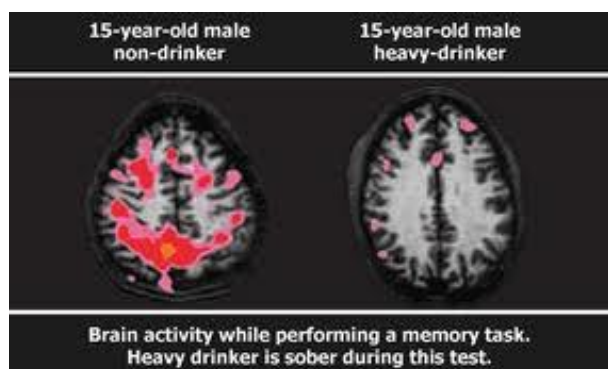 15-year-old male
non-drinker
15-year-old male
heavy-drinker
Brain activity while performing a memory task.
Heavy drinker is sober during this test.